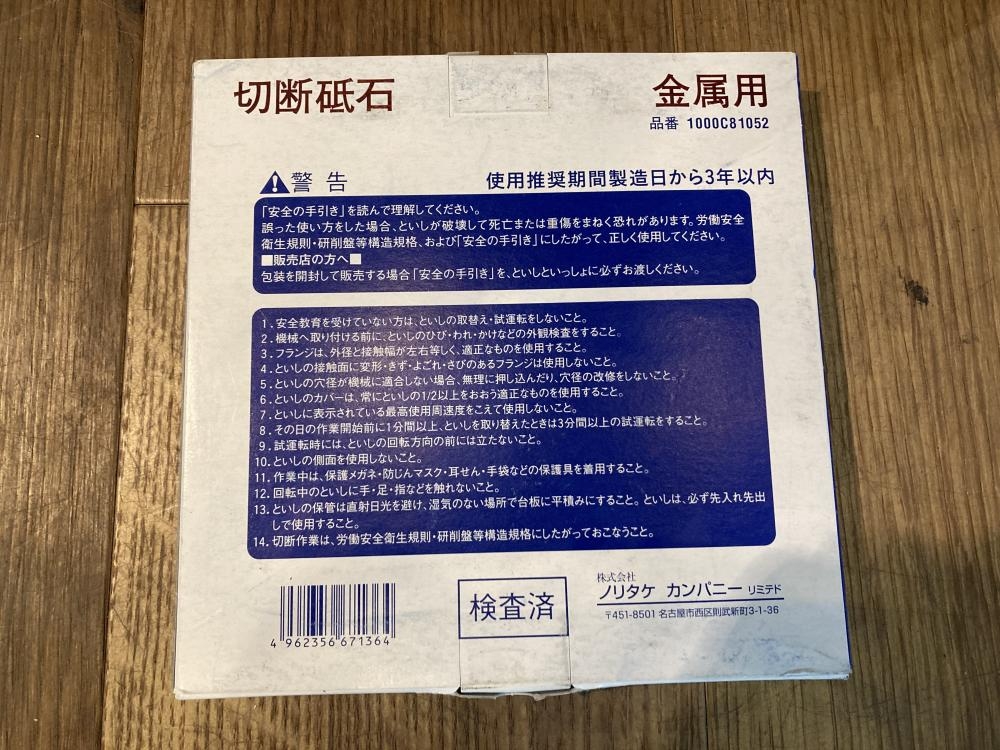 切断砥石
金属用
品番 1000C81052
警告
使用推奨期間製造日から3年以内
「安全の手引き」を読んで理解してください。
誤った使い方をした場合、といしが破壊して死亡または重傷をまねく恐れがあります。労働安全
衛生規則・研削盤等構造規格、および「安全の手引き」にしたがって、正しく使用してください。
■販売店の方へ■
包装を開封して販売する場合「安全の手引き」を、といしといっしょに必ずお渡しください。
1.安全教育を受けていない方は、といしの取替え・試運転をしないこと。
2.機械へ取り付ける前に、といしのひび・われ・かけなどの外観検査をすること。
3.フランジは、外径と接触幅が左右等しく、適正なものを使用すること。
4.といしの接触面に変形・きず・よごれ・さびのあるフランジは使用しないこと。
5.といしの穴径が機械に適合しない場合、無理に押し込んだり、穴径の改修をしないこと。
6.といしのカバーは、常にといしの1/2以上をおおう適正なものを使用すること。
7.といしに表示されている最高使用周速度をこえて使用しないこと。
8.その日の作業開始前に1分間以上、といしを取り替えたときは3分間以上の試運転をすること。
9.試運転時には、といしの回転方向の前には立たないこと。
10.といしの側面を使用しないこと。
11.作業中は、保護メガネ・防じんマスク・耳せん・手袋などの保護具を着用すること。
12.回転中のといしに手・足・指などを触れないこと。
13.といしの保管は直射日光を避け、湿気のない場所で台板に平積みにすること。といしは、必ず先入れ先出
しで使用すること。
14.切断作業は、労働安全衛生規則・研削盤等構造規格にしたがっておこなうこと。
4 962356 671364
検査済
株式会社
ノリタケ カンパニー リミテド
〒451-8501 名古屋市西区則武新町3-1-36